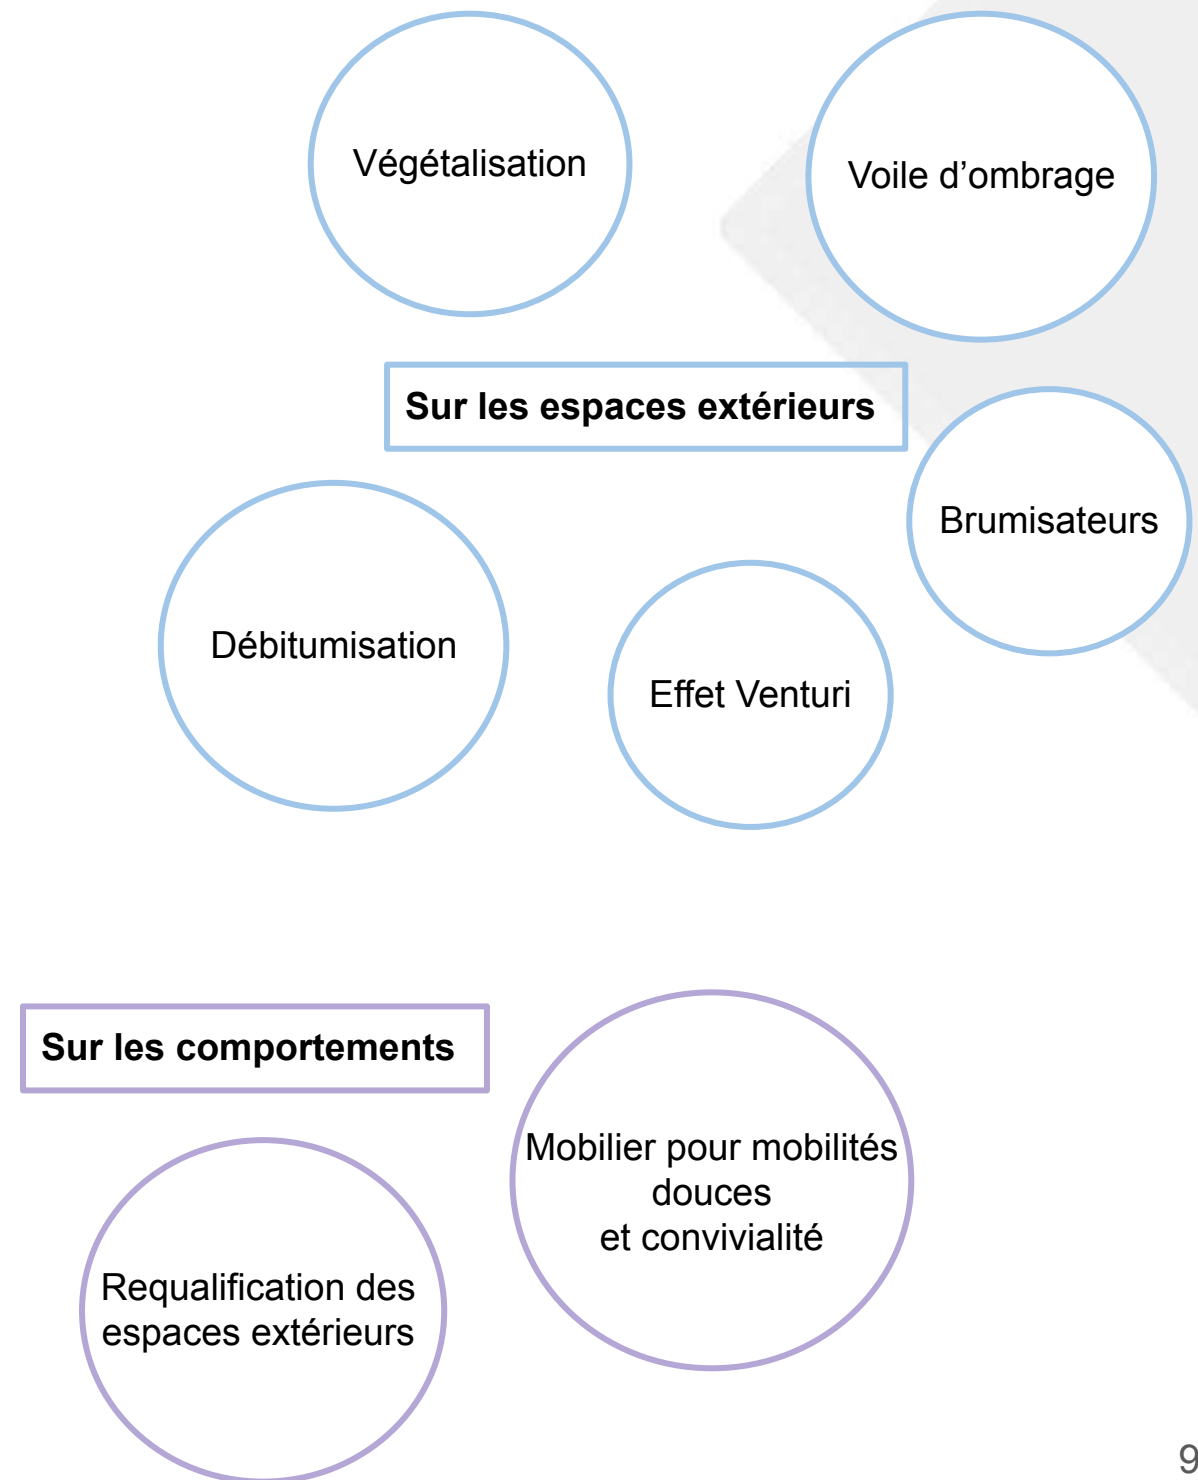 Végétalisation
Voile d’ombrage
Sur les espaces extérieurs
Brumisateurs
Débitumisation
Effet Venturi
Sur les comportements
Mobilier pour mobilités
douces
et convivialité
Requalification des
espaces extérieurs
9